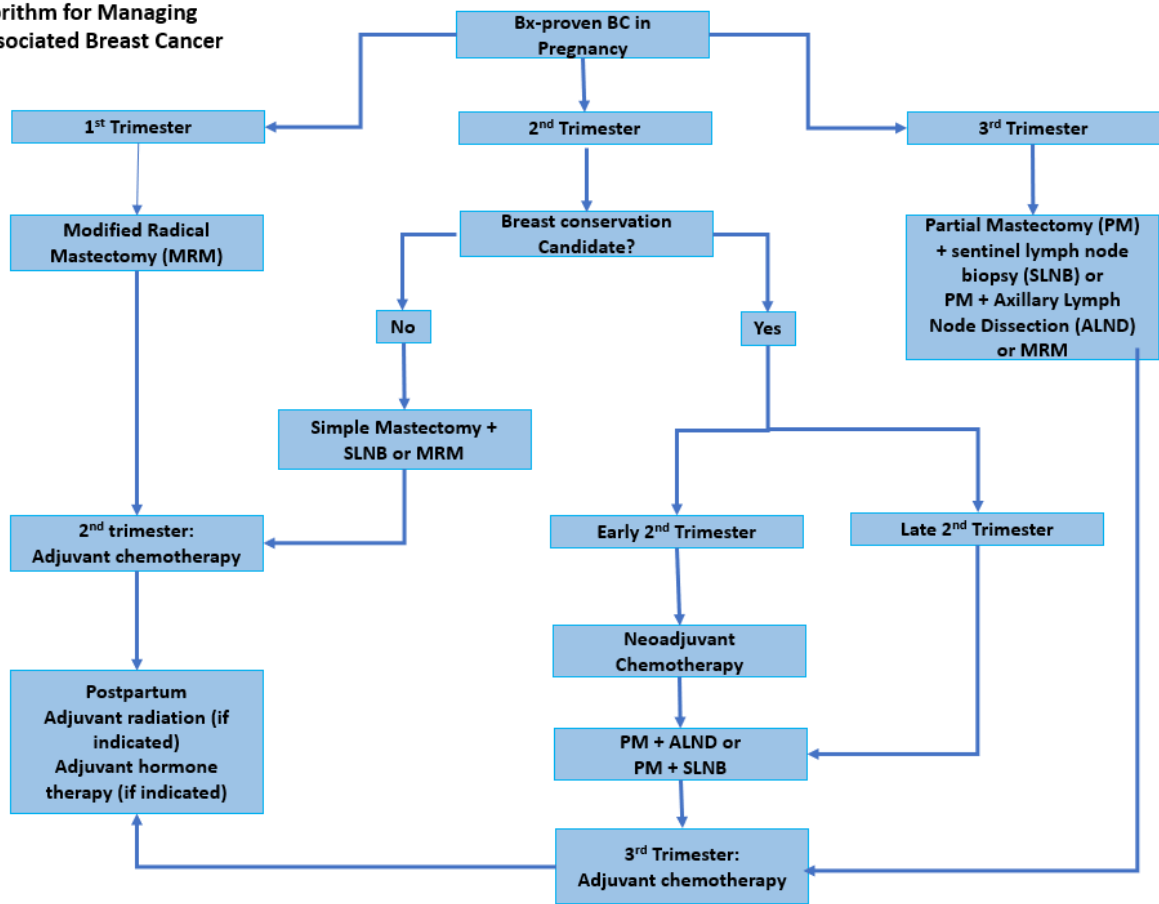 Managing
Breast Cancer
Bx-proven BC in
Pregnancy
1st Trimester
2nd Trimester
3rd Trimester
Modified Radical
Mastectomy (MRM)
Breast conservation
Candidate?
Partial Mastectomy (PM)
+ sentinel lymph node
biopsy (SLNB) or
PM + Axillary Lymph
Node Dissection (ALND)
or MRM
No
Yes
Simple Mastectomy +
SLNB or MRM
2nd trimester:
Adjuvant chemotherapy
Early 2nd Trimester
Late 2nd Trimester
Neoadjuvant
Chemotherapy
Postpartum
Adjuvant radiation (if
indicated)
Adjuvant hormone
therapy (if indicated)
PM + ALND or
PM + SLNB
3rd Trimester:
Adjuvant chemotherapy